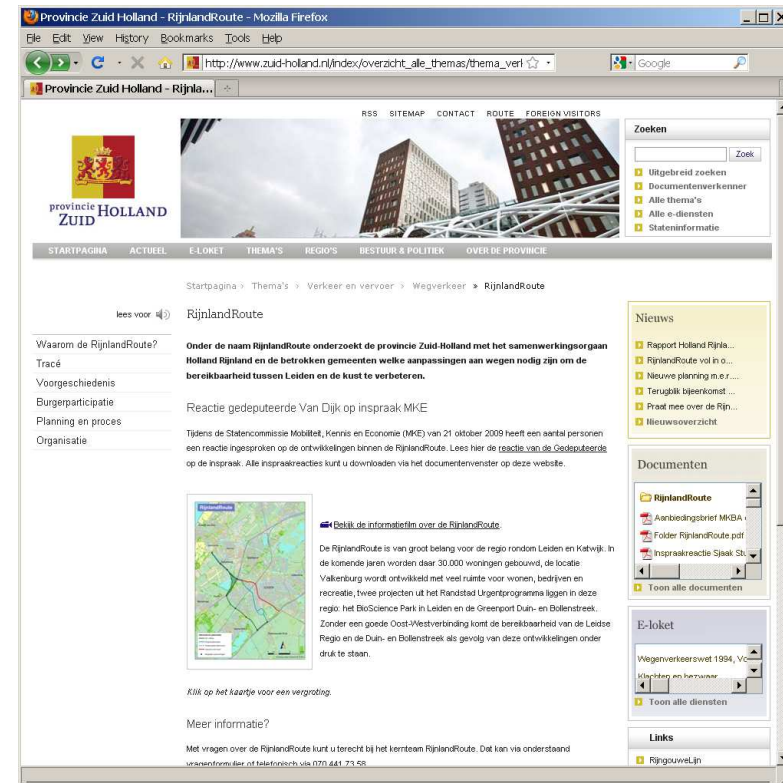 Provincie Zuid Holland - RijnlandRoute - Mozilla Firefox
File Edit View History Bookmarks Tools Help
http://www.zuid-holland.nl/index/overzicht_alle_themas/thema_verk
Google
Provincie Zuid Holland - Rijnla...
RSS SITEMAP CONTACT ROUTE FOREIGN VISITORS
provincie HOLLAND
ZUID
Zoeken
Zoek
Uitgebreid zoeken
Documentenverkenner
Alle thema's
Alle e-diensten
Stateninformatie
STARTPAGINA ACTUEEL E-LOKET THEMA'S REGIO'S BESTUUR & POLITIEK OVER DE PROVINCIE
Startpagina > Thema's > Verkeer en vervoer > Wegverkeer » RijnlandRoute
lees voor
Waarom de RijnlandRoute?
Tracé
Voorgeschiedenis
Burgerparticipatie
Planning en proces
Organisatie
RijnlandRoute
Onder de naam RijnlandRoute onderzoekt de provincie Zuid-Holland met het samenwerkingsorgaan
Holland Rijnland en de betrokken gemeenten welke aanpassingen aan wegen nodig zijn om de
bereikbaarheid tussen Leiden en de kust te verbeteren.
Reactie gedeputeerde Van Dijk op inspraak MKE
Tijdens de Statencommissie Mobiliteit, Kennis en Economie (MKE) van 21 oktober 2009 heeft een aantal personen
een reactie ingesproken op de ontwikkelingen binnen de RijnlandRoute. Lees hier de reactie van de Gedeputeerde
op de inspraak. Alle inspraakreacties kunt u downloaden via het documentenvenster op deze website.
RijnlandRoute
Bekijk de informatiefilm over de RijnlandRoute.
De RijnlandRoute is van groot belang voor de regio rondom Leiden en Katwijk. In
de komende jaren worden daar 30.000 woningen gebouwd, de locatie
Valkenburg wordt ontwikkeld met veel ruimte voor wonen, bedrijven en
recreatie, twee projecten uit het Randstad Urgentprogramma liggen in deze
regio: het BioScience Park in Leiden en de Greenport Duin- en Bollenstreek.
Zonder een goede Oost-Westverbinding komt de bereikbaarheid van de Leidse
Regio en de Duin- en Bollenstreek als gevolg van deze ontwikkelingen onder
druk te staan.
Klik op het kaartje voor een vergroting.
Meer informatie?
Met vragen over de RijnlandRoute kunt u terecht bij het kernteam RijnlandRoute. Dat kan via onderstaand
vragenformulier of telefonisch via 070 441 73 58
Nieuws
Rapport Holland Rijnla...
RijnlandRoute vol in o...
Nieuwe planning m.e.r....
Terugblik bijeenkomst ...
Praat mee over de Rijn...
Nieuwsoverzicht
Documenten
RijnlandRoute
Aanbiedingsbrief MKBA
Folder RijnlandRoute.pdf
Inspraakreactie Sjaak Stu
Toon alle documenten
E-loket
Wegenverkeerswet 1994, Vo
Klachten en bezwaar
Toon alle diensten
Links
RijngouweLijn